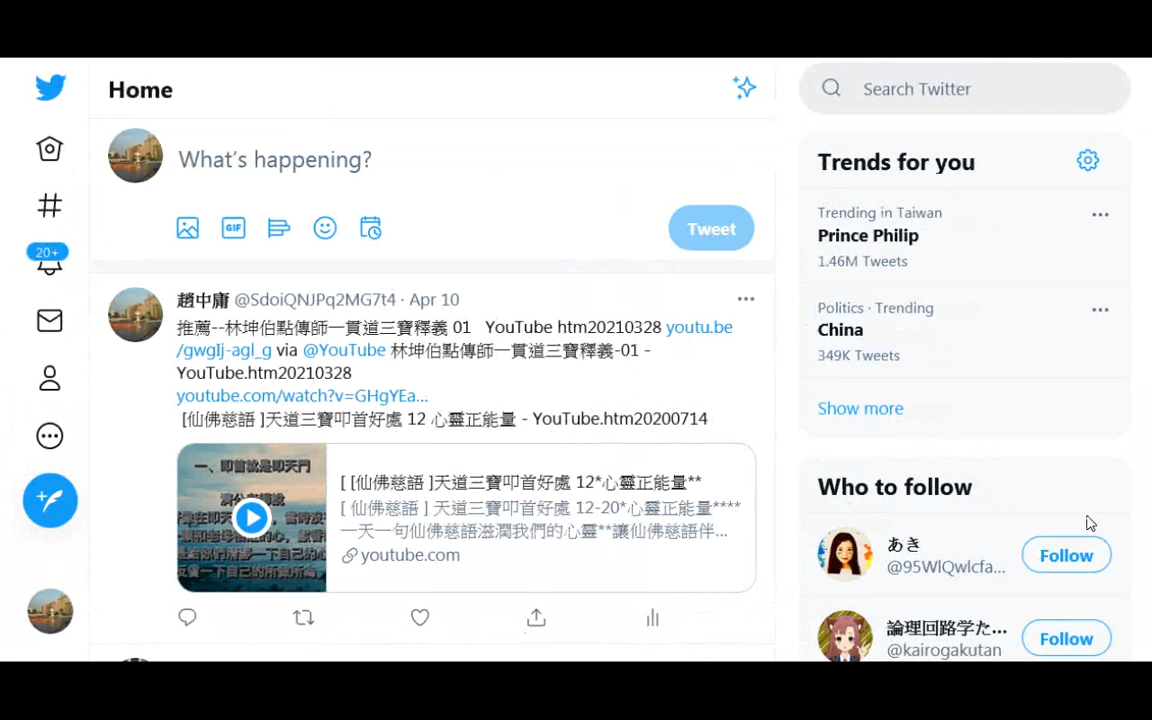 Home
Search Twitter
What's happening?
GIF
Tweet
20+
Trends for you
Trending in Taiwan
Prince Philip
1.46M Tweets
Politics · Trending
China
349K Tweets
Show more
趙中庸 @SdoiQNJPq2MG7t4 · Apr 10
推薦--林坤伯點傳師一貫道三寶釋義 01 YouTube htm20210328 youtu.be
/gwgIj-agl_g via @YouTube 林坤伯點傳師一貫道三寶釋義-01 -
YouTube.htm20210328
youtube.com/watch?v=GHgYEa...
[仙佛慈語 ]天道三寶叩首好處 12 心靈正能量 - YouTube.htm20200714
一、叩首就是叩天門
[ [仙佛慈語 ]天道三寶叩首好處 12*心靈正能量**
[ 仙佛慈語 ] 天道三寶叩首好處 12-20*心靈正能量****
一天一句仙佛慈語滋潤我們的心靈**讓仙佛慈語伴...
youtube.com
Who to follow
あき
@95WlQwlcfa...
Follow
論理回路学た...
@kairogakutan
Follow